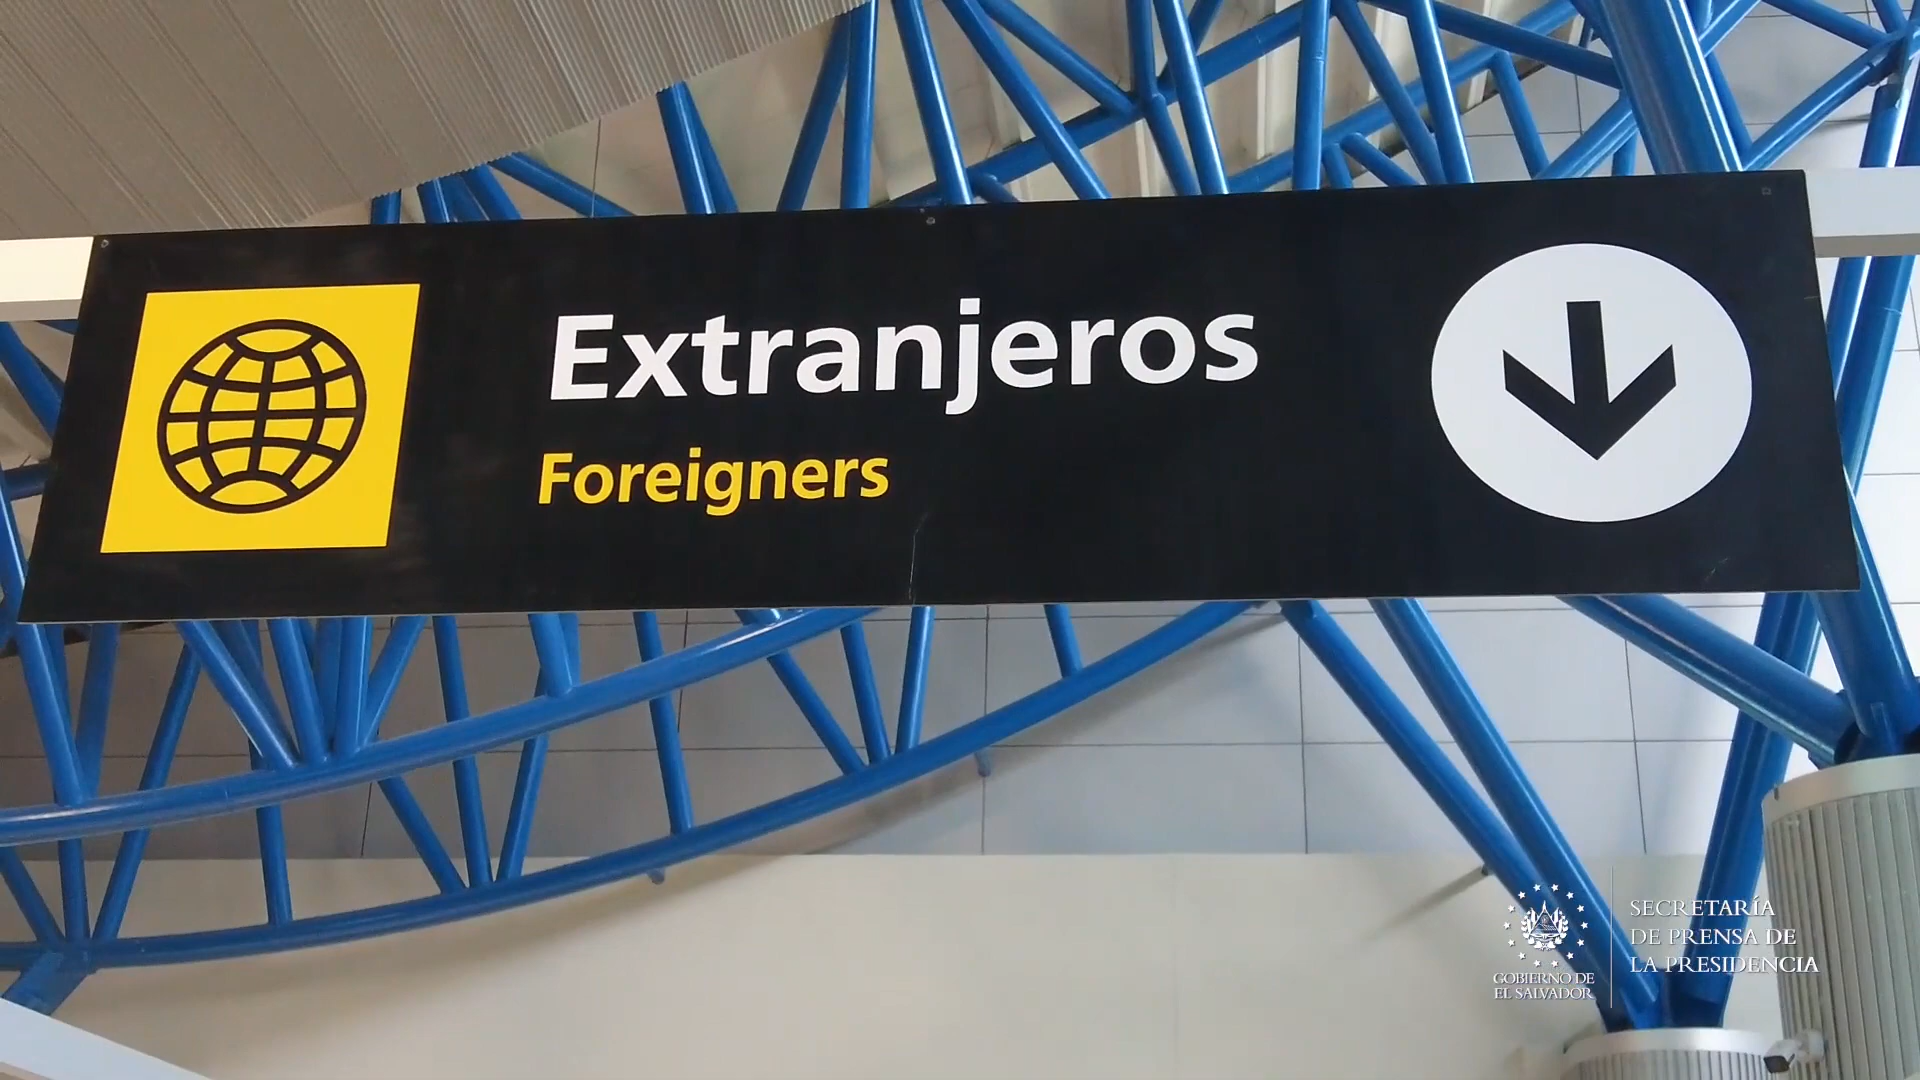 Extranjeros
Foreigners
GOBIERNO DE
EL SALVADOR
SECRETARÍA
DE PRENSA DE
LA PRESIDENCIA